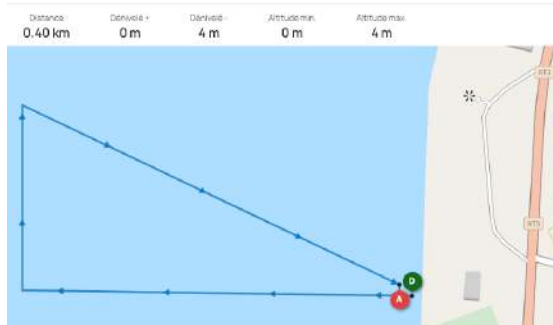 Distance Dénivelé + Dénivelé - Altitude min. Altitude max.
0.40 km 0 m 4 m 0 m 4 m
D
A